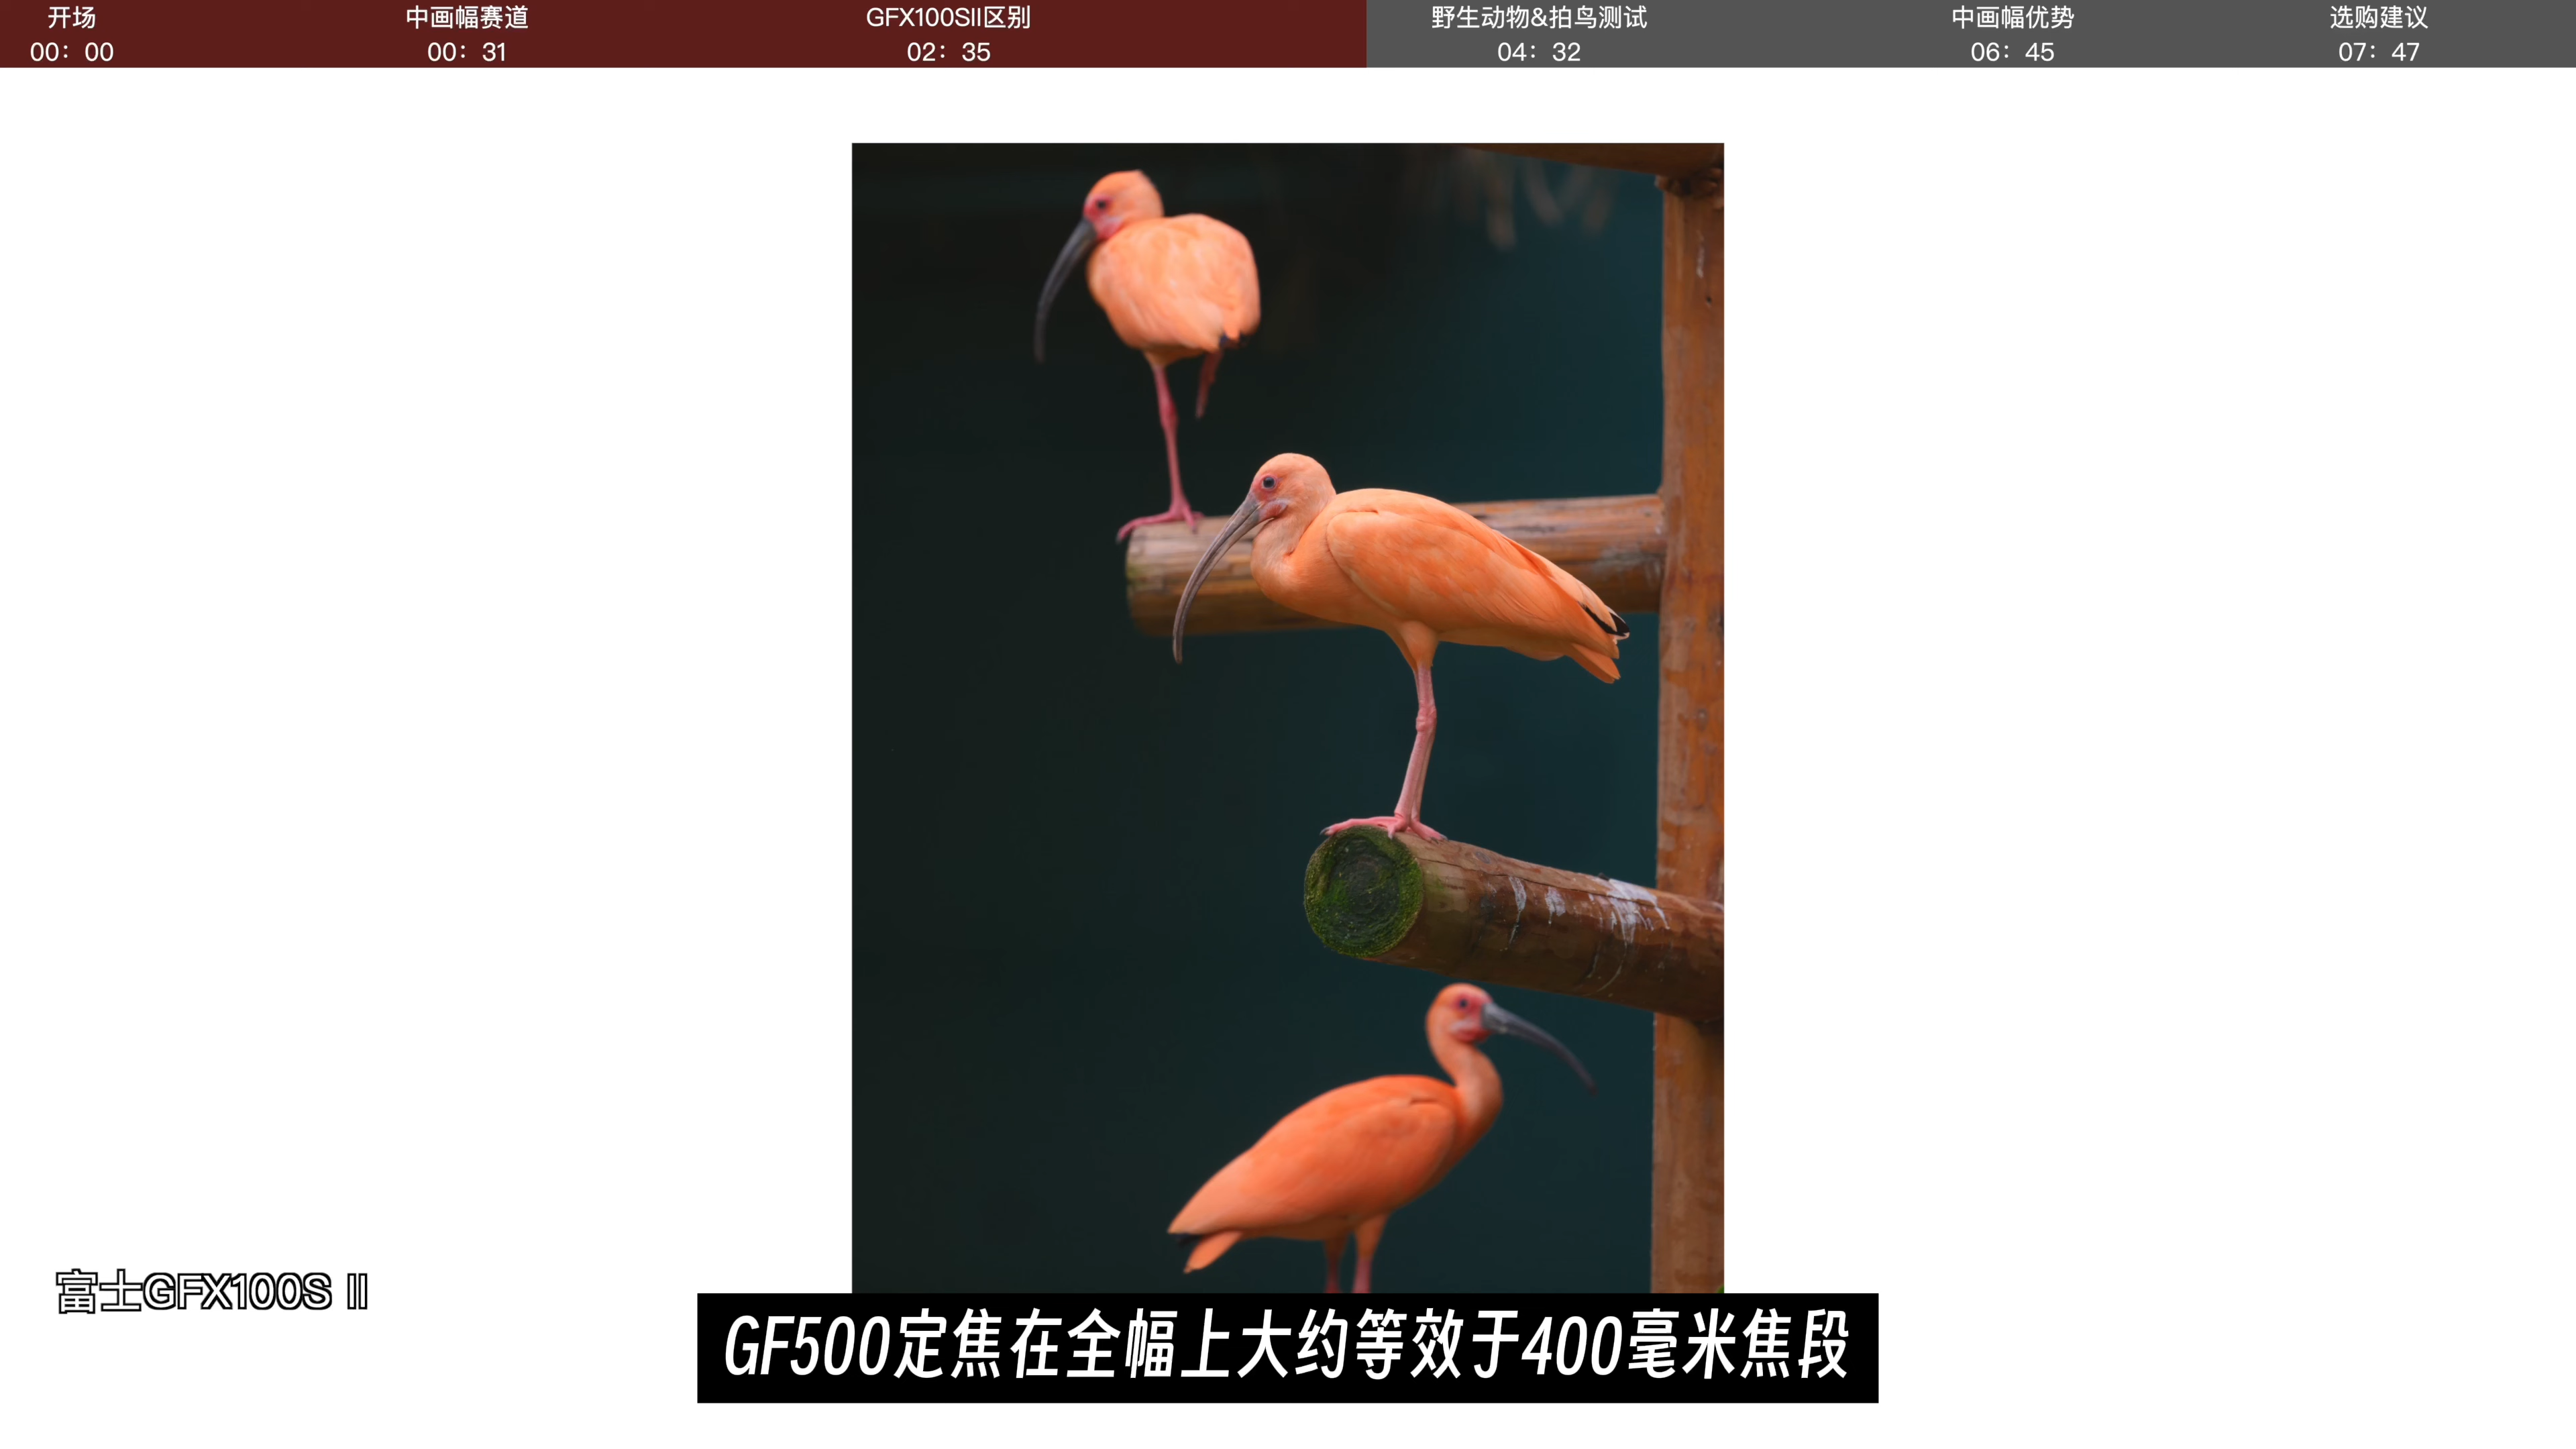 开场
00：00
中画幅赛道
00：31
GFX100SII区别
02：35
野生动物&拍鸟测试
04：32
中画幅优势
06：45
选购建议
07：47
富士GFX100S II
GF500定焦在全幅上大约等效于400毫米焦段